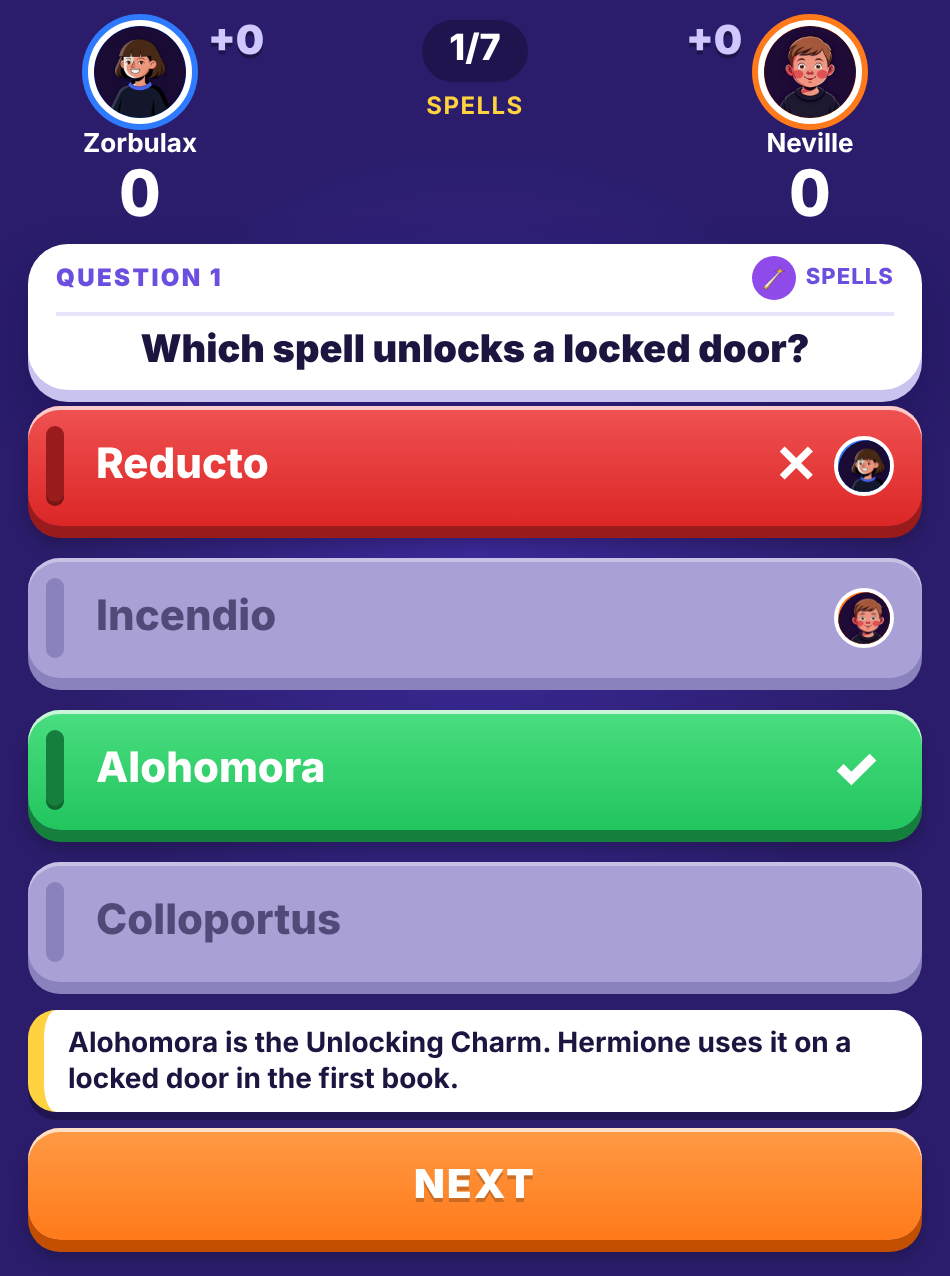 +0
1/7
+0
SPELLS
Zorbulax
Neville
0
0
QUESTION 1
SPELLS
Which spell unlocks a locked door?
Reducto
Incendio
Alohomora
Colloportus
Alohomora is the Unlocking Charm. Hermione uses it on a
locked door in the first book.
NEXT